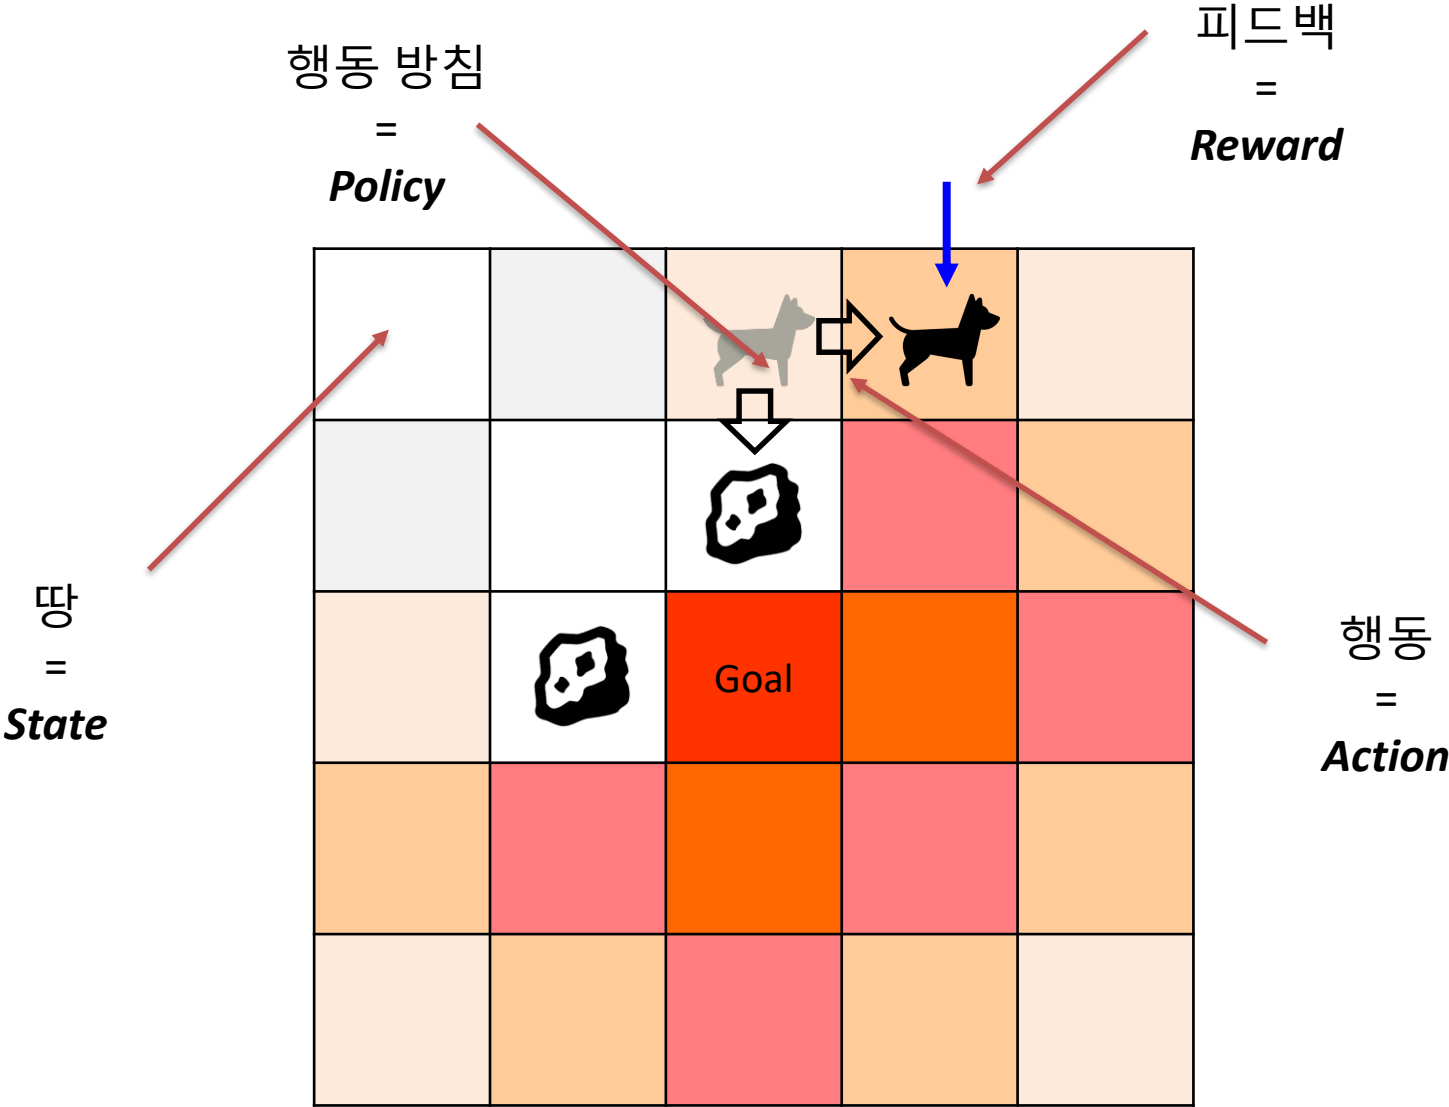 행동 방침
=
Policy
피드백
=
Reward
땅
=
State
Goal
행동
=
Action